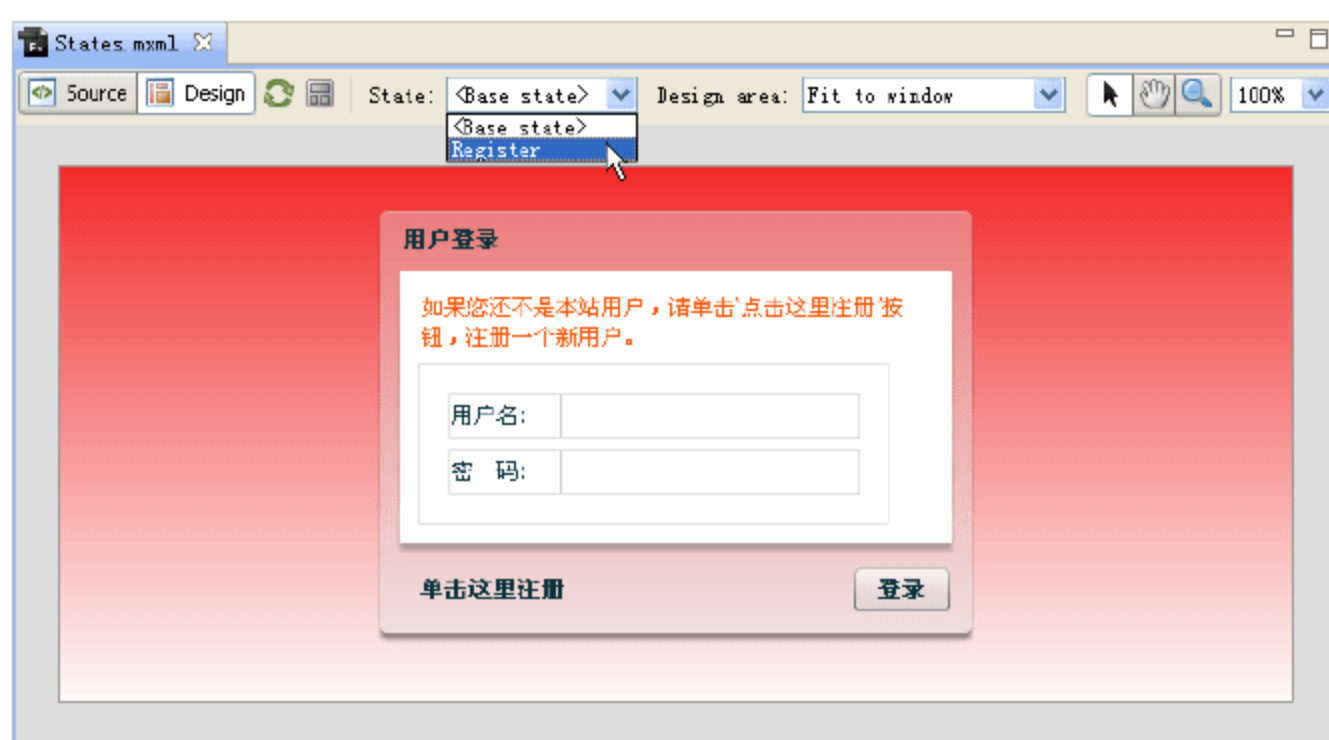 States.mxml
Source Design State: <Base state> Design area: Fit to window 100%
<Base state>
Register
用户登录
如果您还不是本站用户，请单击'点击这里注册'按
钮，注册一个新用户。
用户名:
密 码:
单击这里注册 登录